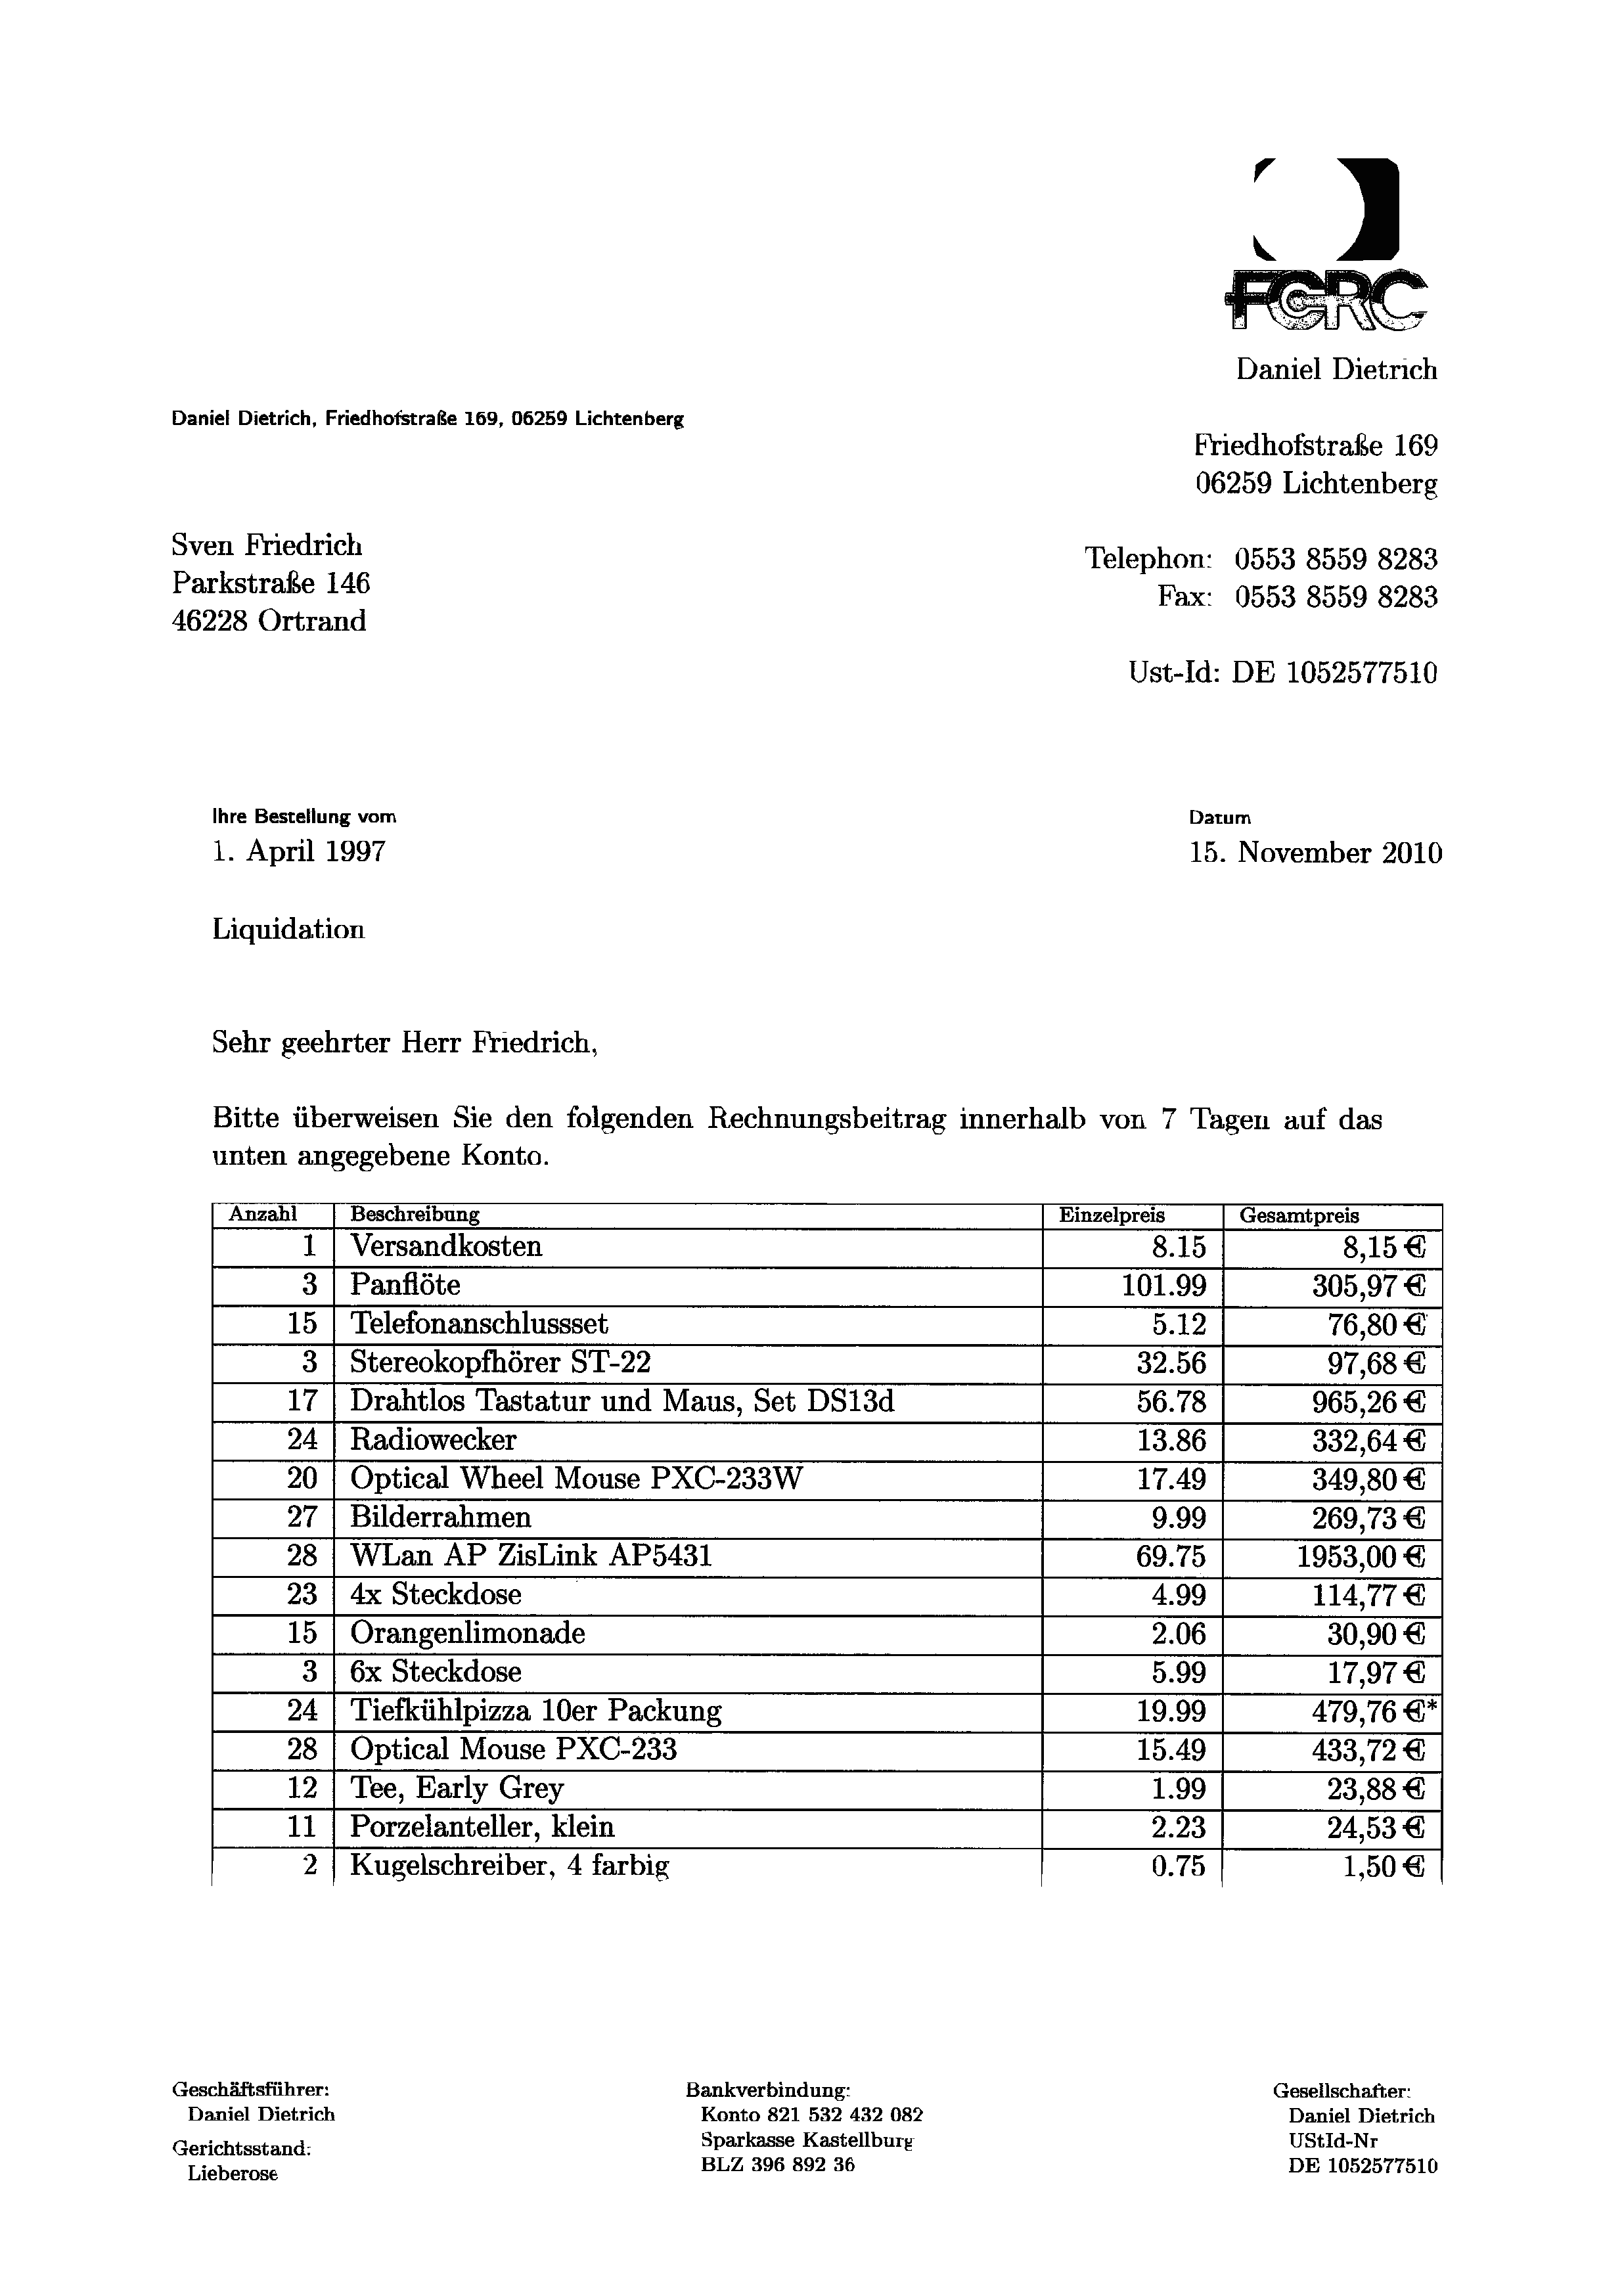 FCRC
Daniel Dietrich
Daniel Dietrich, Friedhofstraße 169, 06259 Lichtenberg
Friedhofstraße 169
06259 Lichtenberg
Sven Friedrich
Parkstraße 146
46228 Ortrand
Telephon: 0553 8559 8283
Fax: 0553 8559 8283
Ust-Id: DE 1052577510
Ihre Bestellung vom
1. April 1997
Datum
15. November 2010
Liquidation
Sehr geehrter Herr Friedrich,
Bitte überweisen Sie den folgenden Rechnungsbeitrag innerhalb von 7 Tagen auf das
unten angegebene Konto.
Anzahl Beschreibung Einzelpreis Gesamtpreis
1 Versandkosten 8.15 8,15 €
3 Panflöte 101.99 305,97 €
15 Telefonanschlussset 5.12 76,80 €
3 Stereokopfhörer ST-22 32.56 97,68 €
17 Drahtlos Tastatur und Maus, Set DS13d 56.78 965,26 €
24 Radiowecker 13.86 332,64 €
20 Optical Wheel Mouse PXC-233W 17.49 349,80 €
27 Bilderrahmen 9.99 269,73 €
28 WLan AP ZisLink AP5431 69.75 1953,00 €
23 4x Steckdose 4.99 114,77 €
15 Orangenlimonade 2.06 30,90 €
3 6x Steckdose 5.99 17,97 €
24 Tiefkühlpizza 10er Packung 19.99 479,76 €*
28 Optical Mouse PXC-233 15.49 433,72 €
12 Tee, Early Grey 1.99 23,88 €
11 Porzelanteller, klein 2.23 24,53 €
2 Kugelschreiber, 4 farbig 0.75 1,50 €
Geschäftsführer:
Daniel Dietrich
Gerichtsstand:
Lieberose
Bankverbindung:
Konto 821 532 432 082
Sparkasse Kastellburg
BLZ 396 892 36
Gesellschafter:
Daniel Dietrich
UStId-Nr
DE 1052577510